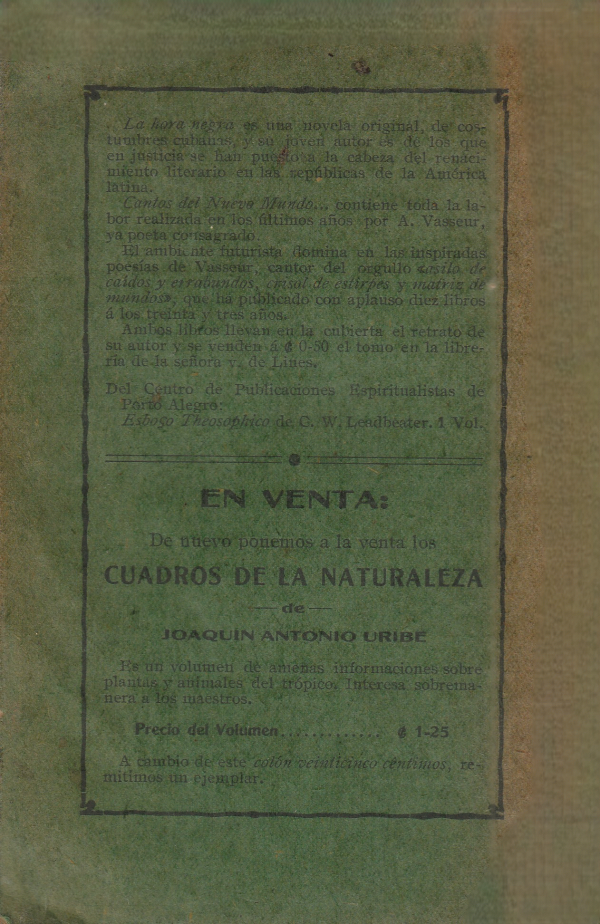 . La hora negra es una novela original, de cos-
tumbres cubanas, y su joven autor es de los que
en justicia se han puesto a la cabeza del renaci-
miento literario en las repúblicas de la América
latina.
Cantos del Nuevo Mundo... contiene toda la la-
bor realizada en los últimos años por A. Vasseur,
ya poeta consagrado.
El ambiente futurista domina en las inspiradas
poesías de Vasseur, cantor del orgullo «asilo de
caídos y errabundos, crisol de estirpes y matriz de
mundos», que ha publicado con aplauso diez libros
á los treinta y tres años.
Ambos libros llevan en la cubierta el retrato de
su autor y se venden á ₡ 0-50 el tomo en la libre-
ría de la señora v. de Lines.
Del Centro de Publicaciones Espiritualistas de
Porto Alegre:
Esboço Theosophico de C. W. Leadbeater. 1 Vol.
EN VENTA:
De nuevo ponemos a la venta los
CUADROS DE LA NATURALEZA
— de —
JOAQUIN ANTONIO URIBE
Es un volumen de amenas informaciones sobre
plantas y animales del trópico. Interesa sobrema-
nera a los maestros.
Precio del Volumen............. ₡ 1-25
A cambio de este colón veinticinco céntimos, re-
mitimos un ejemplar.